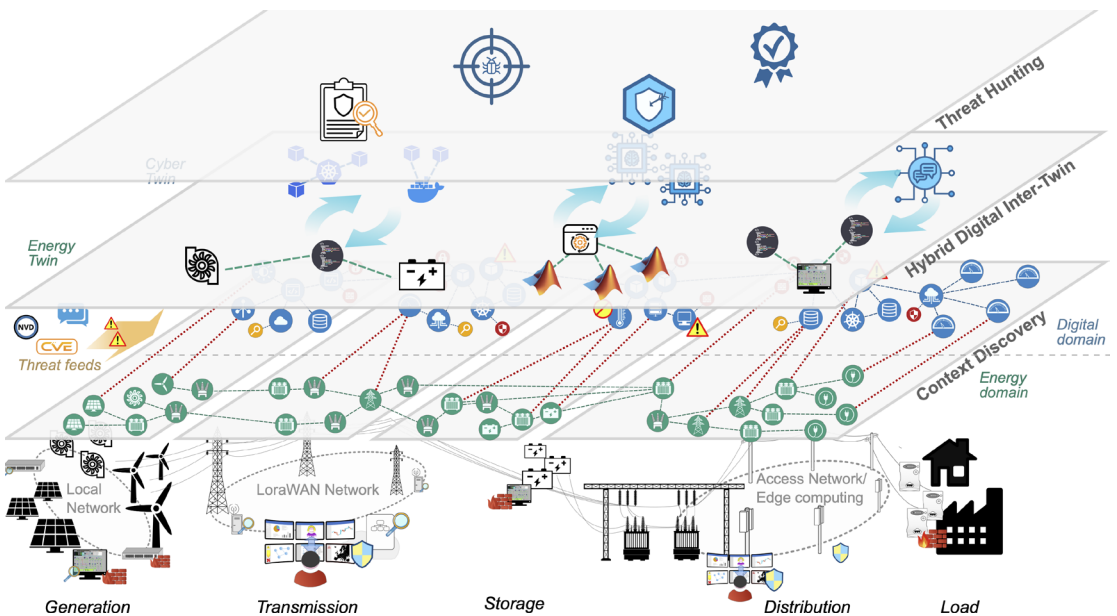 Threat Hunting
Cyber
Twin
Hybrid Digital Inter-Twin
Energy
Twin
NVD
CVE
Threat feeds
Context Discovery
Digital
domain
Energy
domain
Local
Network
LoraWAN Network
Access Network/
Edge computing
Generation
Transmission
Storage
Distribution
Load